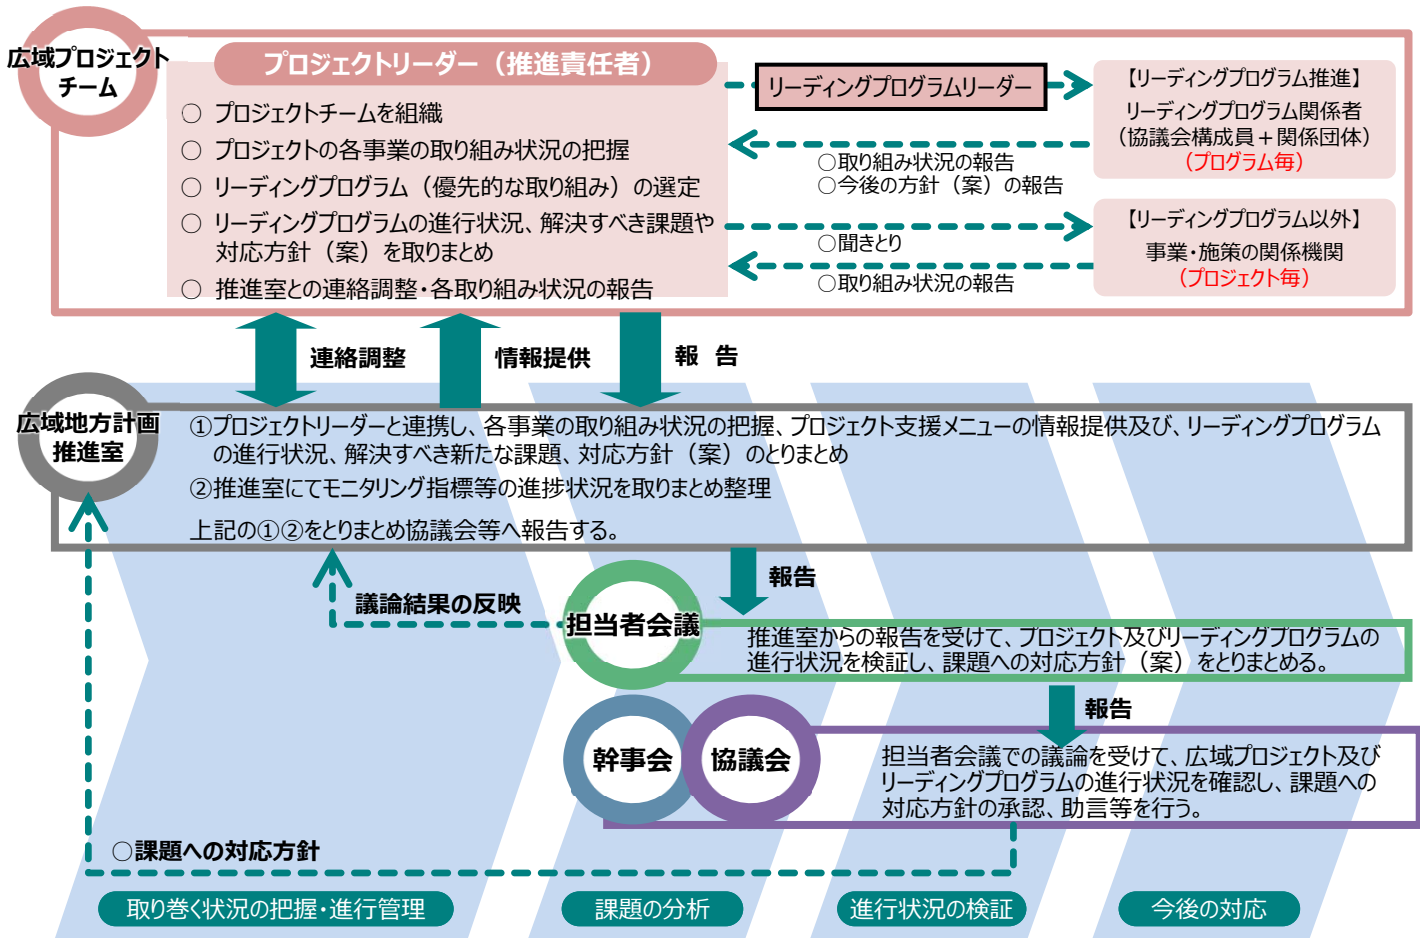 広域プロジェクト
チーム
プロジェクトリーダー（推進責任者）
○ プロジェクトチームを組織
○ プロジェクトの各事業の取り組み状況の把握
○ リーディングプログラム（優先的な取り組み）の選定
○ リーディングプログラムの進行状況、解決すべき課題や
対応方針（案）を取りまとめ
○ 推進室との連絡調整・各取り組み状況の報告
リーディングプログラムリーダー
○取り組み状況の報告
○今後の方針（案）の報告
○聞きとり
○取り組み状況の報告
【リーディングプログラム推進】
リーディングプログラム関係者
（協議会構成員＋関係団体）
（プログラム毎）
【リーディングプログラム以外】
事業・施策の関係機関
（プロジェクト毎）
連絡調整
情報提供
報 告
広域地方計画
推進室
①プロジェクトリーダーと連携し、各事業の取り組み状況の把握、プロジェクト支援メニューの情報提供及び、リーディングプログラム
の進行状況、解決すべき新たな課題、対応方針（案）のとりまとめ
②推進室にてモニタリング指標等の進捗状況を取りまとめ整理
上記の①②をとりまとめ協議会等へ報告する。
報告
議論結果の反映
担当者会議
推進室からの報告を受けて、プロジェクト及びリーディングプログラムの
進行状況を検証し、課題への対応方針（案）をとりまとめる。
報告
幹事会
協議会
担当者会議での議論を受けて、広域プロジェクト及び
リーディングプログラムの進行状況を確認し、課題への
対応方針の承認、助言等を行う。
○課題への対応方針
取り巻く状況の把握・進行管理
課題の分析
進行状況の検証
今後の対応